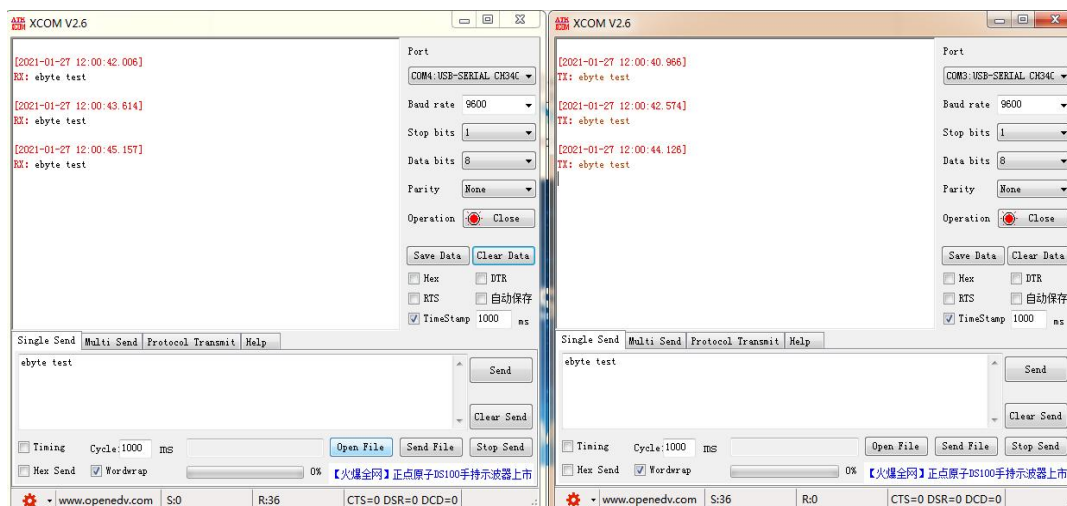 XCOM V2.6
[2021-01-27 12:00:42.006]
RX: ebyte test
[2021-01-27 12:00:43.614]
RX: ebyte test
[2021-01-27 12:00:45.157]
RX: ebyte test
Port
COM4:USB-SERIAL CH34C
Baud rate 9600
Stop bits 1
Data bits 8
Parity None
Operation Close
Save Data Clear Data
Hex DTR
RTS 自动保存
TimeStamp 1000 ms
Single Send Multi Send Protocol Transmit Help
ebyte test
Send
Clear Send
Timing Cycle: 1000 ms Open File Send File Stop Send
Hex Send Wordwrap 0% 【火爆全网】正点原子DS100手持示波器上市
www.openedv.com S:0 R:36 CTS=0 DSR=0 DCD=0
XCOM V2.6
[2021-01-27 12:00:40.966]
TX: ebyte test
[2021-01-27 12:00:42.574]
TX: ebyte test
[2021-01-27 12:00:44.126]
TX: ebyte test
Port
COM3:USB-SERIAL CH34C
Baud rate 9600
Stop bits 1
Data bits 8
Parity None
Operation Close
Save Data Clear Data
Hex DTR
RTS 自动保存
TimeStamp 1000 ms
Single Send Multi Send Protocol Transmit Help
ebyte test
Send
Clear Send
Timing Cycle: 1000 ms Open File Send File Stop Send
Hex Send Wordwrap 0% 【火爆全网】正点原子DS100手持示波器上市
www.openedv.com S:36 R:0 CTS=0 DSR=0 DCD=0